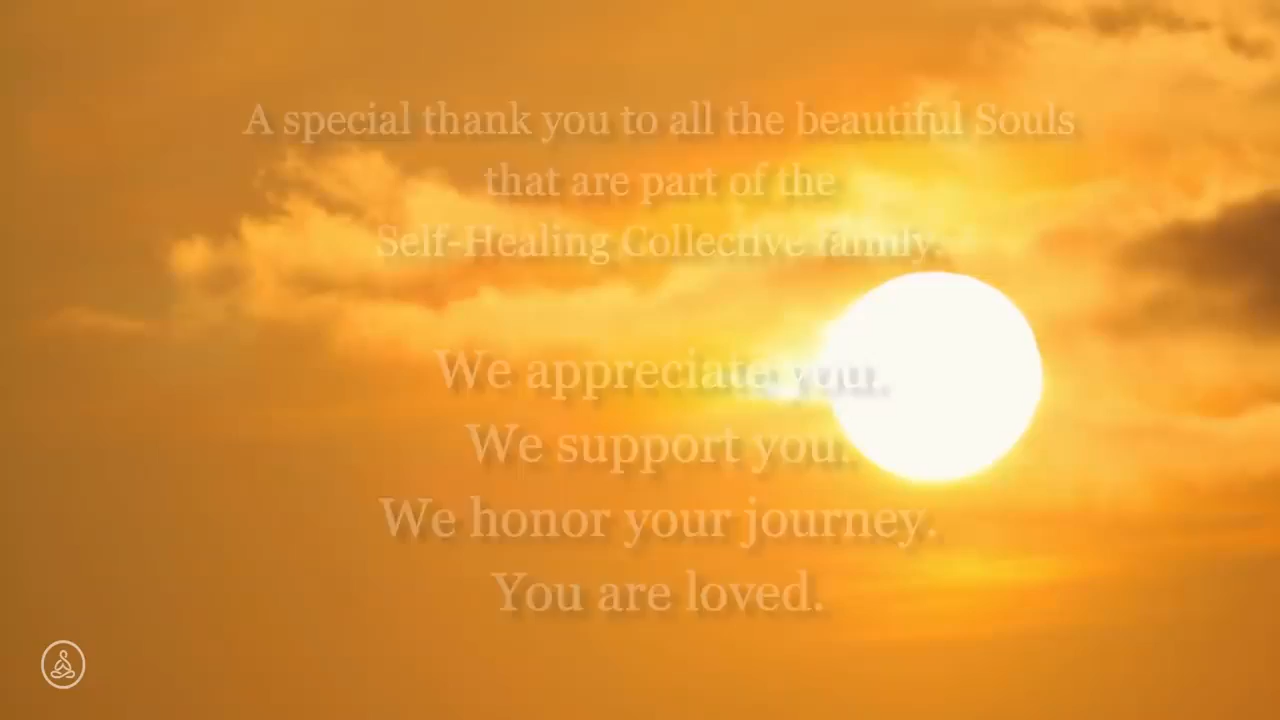 A special thank you to all the beautiful Souls
that are part of the
Self-Healing Collective family.
We appreciate you.
We support you.
We honor your journey.
You are loved.